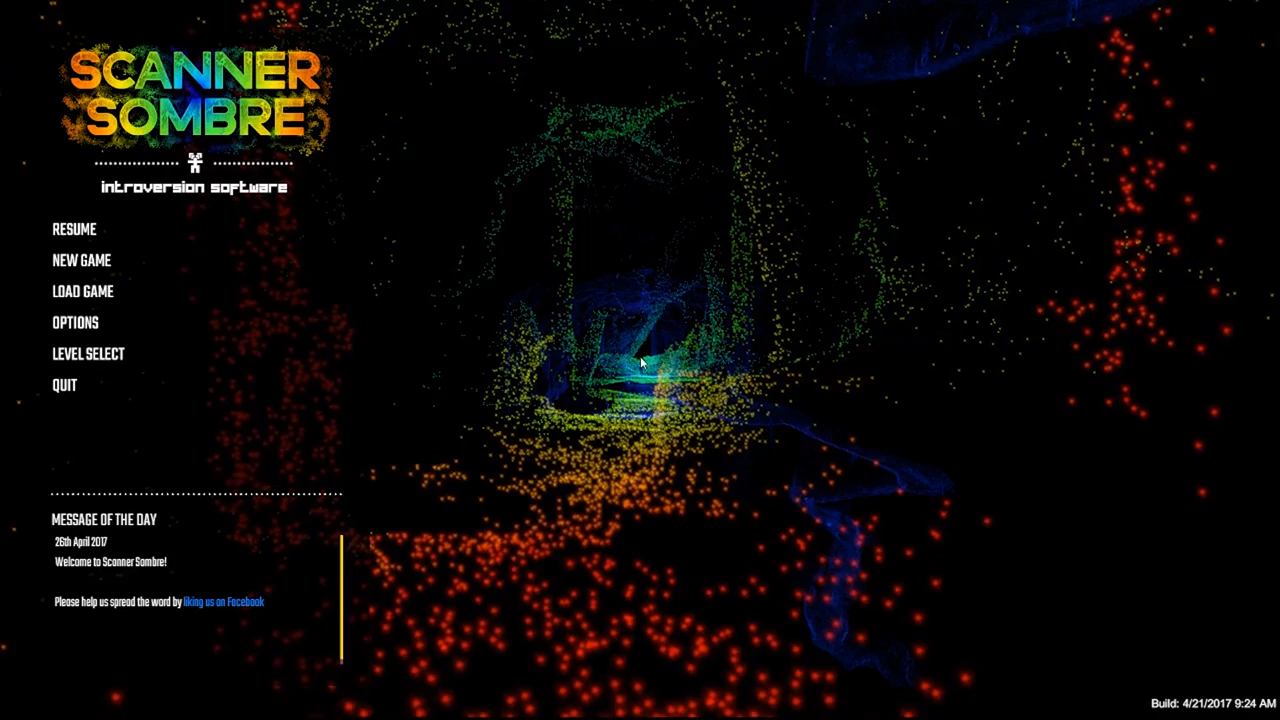 SCANNER
SOMBRE
introversion software
RESUME
NEW GAME
LOAD GAME
OPTIONS
LEVEL SELECT
QUIT
MESSAGE OF THE DAY
26th April 2017
Welcome to Scanner Sombre!
Please help us spread the word by liking us on Facebook
Build: 4/21/2017 9:24 AM